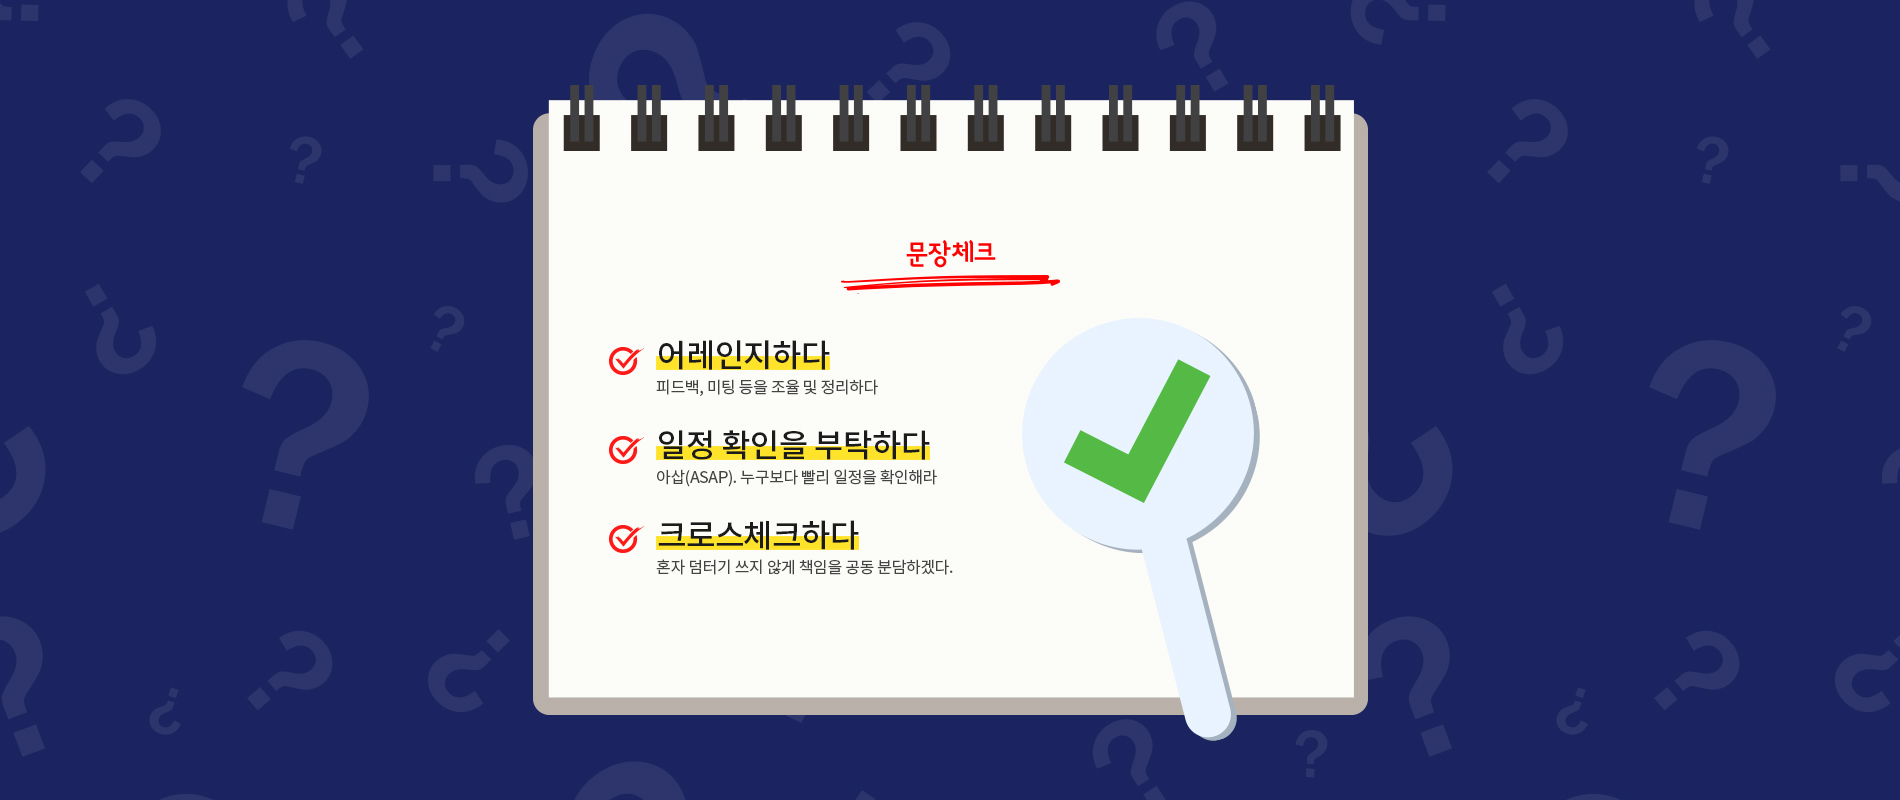 문장체크
어레인지하다
피드백, 미팅 등을 조율 및 정리하다
일정 확인을 부탁하다
아삽(ASAP). 누구보다 빨리 일정을 확인해라
크로스체크하다
혼자 덤터기 쓰지 않게 책임을 공동 분담하겠다.